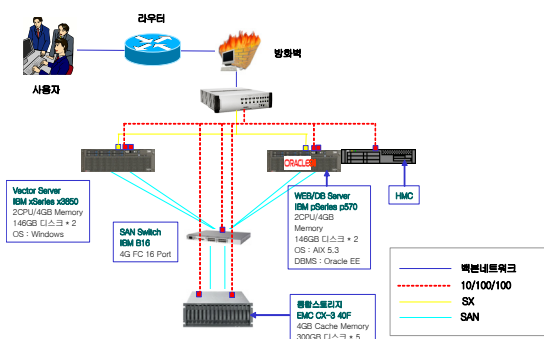 라우터
방화벽
사용자
ORACLE
Vector Server
IBM xSeries x3650
2CPU/4GB Memory
146GB 디스크 * 2
OS : Windows
SAN Switch
IBM B16
4G FC 16 Port
WEB/DB Server
IBM pSeries p570
2CPU/4GB
Memory
146GB 디스크 * 2
OS : AIX 5.3
DBMS : Oracle EE
HMC
통합스토리지
EMC CX-3 40F
4GB Cache Memory
300GB 디스크 * 5
백본네트워크
10/100/100
SX
SAN